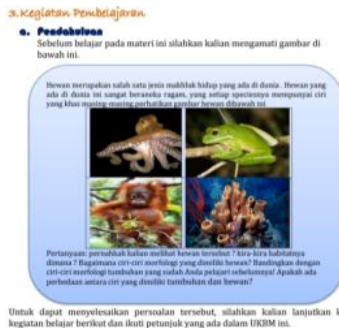 3. Kegiatan Pembelajaran
a. Pendahuluan
Sebelum belajar pada materi ini silahkan kalian mengamati gambar di
bawah ini.
Hewan merupakan salah satu jenis makhluk hidup yang ada di dunia . Hewan yang
ada di dunia ini sangat beraneka ragam, yang setiap speciesnya mempunyai ciri
yang khas masing-masing.perhatikan gambar hewan dibawah ini
Pertanyaan: pernahkah kalian melihat hewan tersebut ? kira-kira habitatnya
dimana ? Bagaimana ciri-ciri morfologi yang dimiliki hewan? Bandingkan dengan
ciri-ciri morfologi tumbuhan yang sudah Anda pelajari sebelumnya! Apakah ada
perbedaan antara ciri yang dimiliki tumbuhan dan hewan?
Untuk dapat menyelesaikan persoalan tersebut, silahkan kalian lanjutkan
kegiatan belajar berikut dan ikuti petunjuk yang ada dalam UKBM ini.